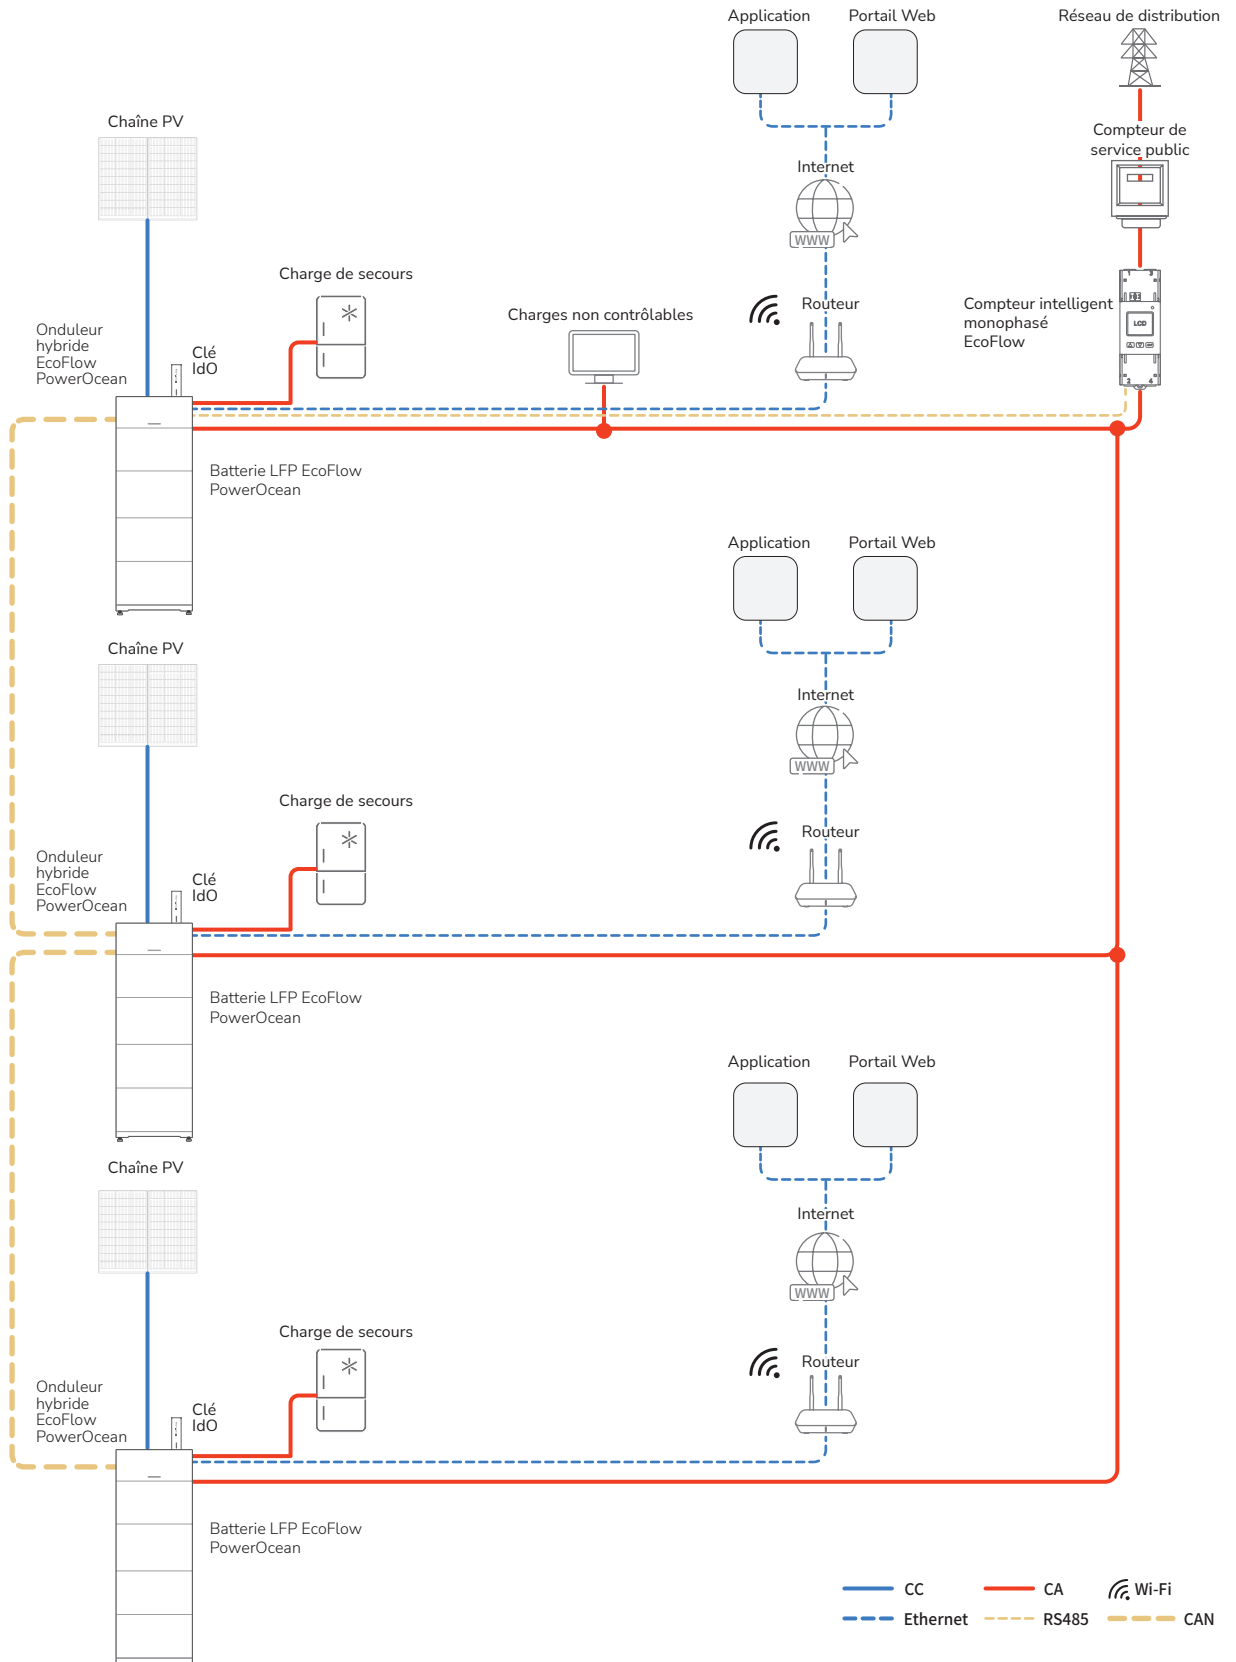 Application
Portail Web
Réseau de distribution
Chaîne PV
Compteur de
service public
Internet
WWW
Charge de secours
Charges non contrôlables
Routeur
Compteur intelligent
monophasé
EcoFlow
LCD
Onduleur
hybride
EcoFlow
PowerOcean
Clé
IdO
Batterie LFP EcoFlow
PowerOcean
Application
Portail Web
Chaîne PV
Internet
WWW
Charge de secours
Routeur
Onduleur
hybride
EcoFlow
PowerOcean
Clé
IdO
Batterie LFP EcoFlow
PowerOcean
Application
Portail Web
Chaîne PV
Internet
WWW
Charge de secours
Routeur
Onduleur
hybride
EcoFlow
PowerOcean
Clé
IdO
Batterie LFP EcoFlow
PowerOcean
CC
CA
Wi-Fi
Ethernet
RS485
CAN